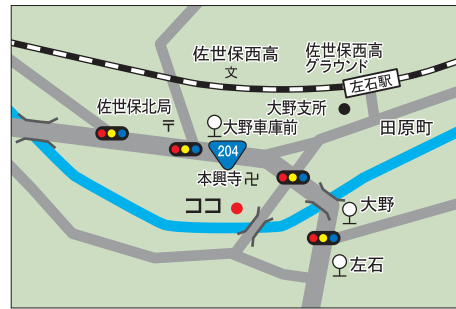 佐世保西高
文
佐世保西高
グラウンド
左石駅
佐世保北局
〒
大野車庫前
大野支所
田原町
204
本興寺卍
ココ
大野
左石